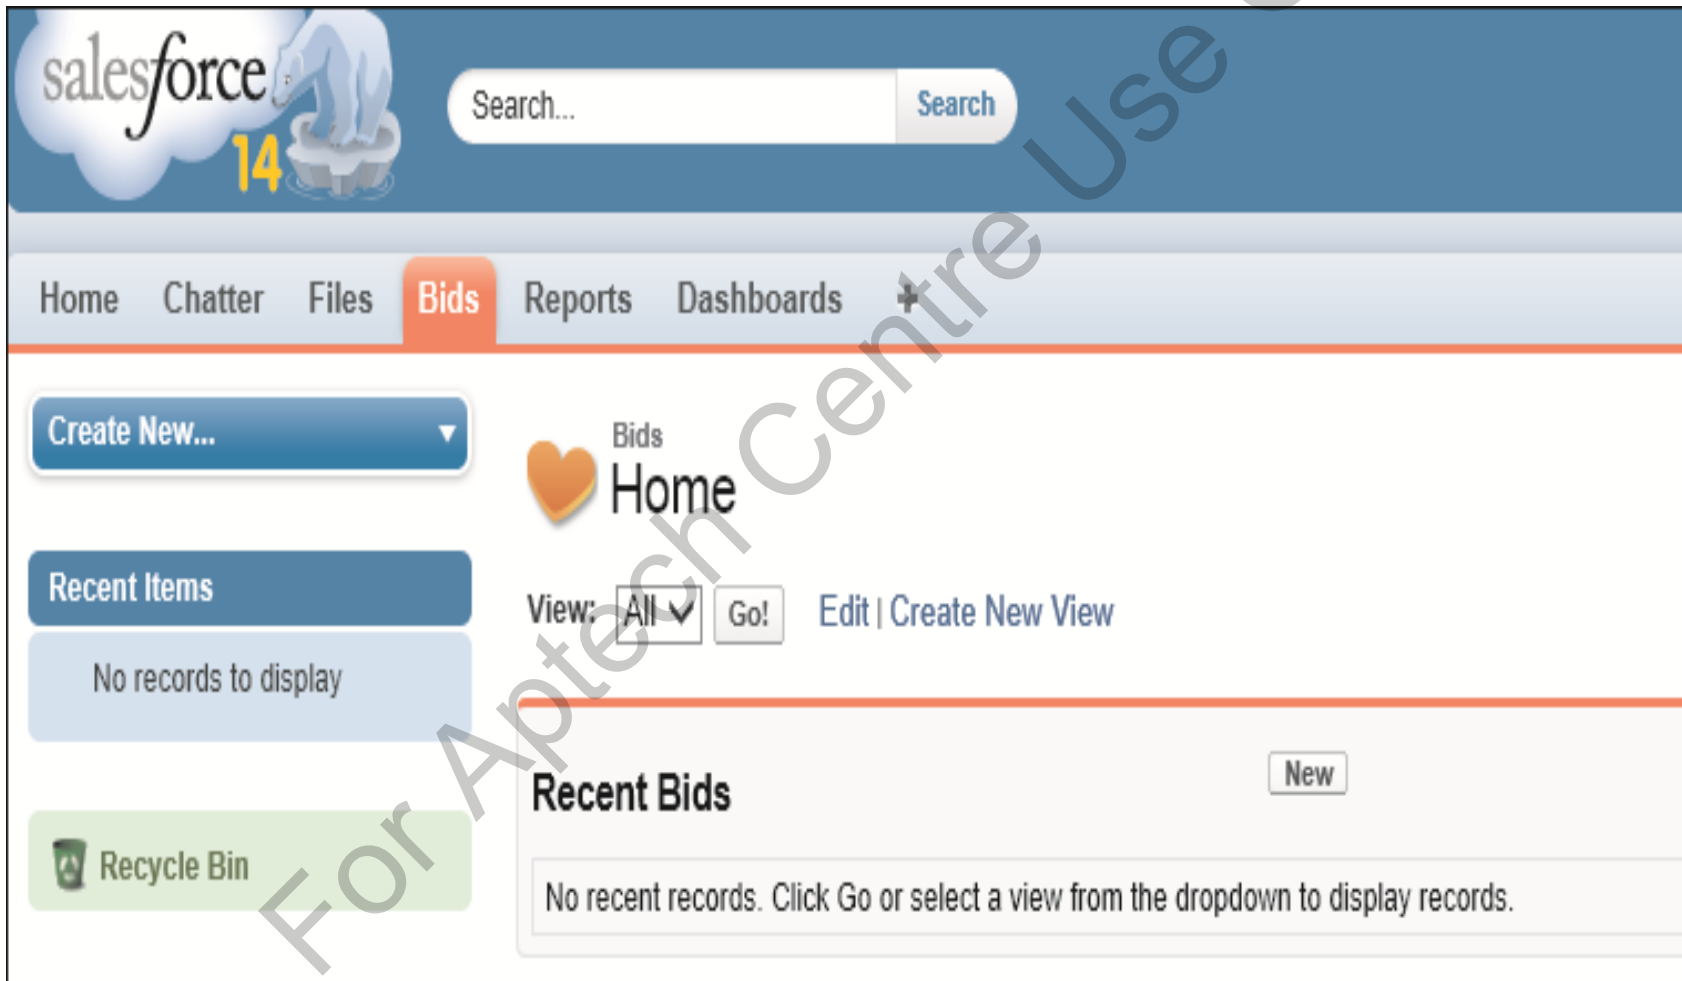 salesforce
14
Search...
Search
Home Chatter Files Bids Reports Dashboards +
Create New...
Bids
Home
Recent Items
View: All Go! Edit | Create New View
No records to display
Recent Bids
New
Recycle Bin
No recent records. Click Go or select a view from the dropdown to display records.
For Aptech Centre Use